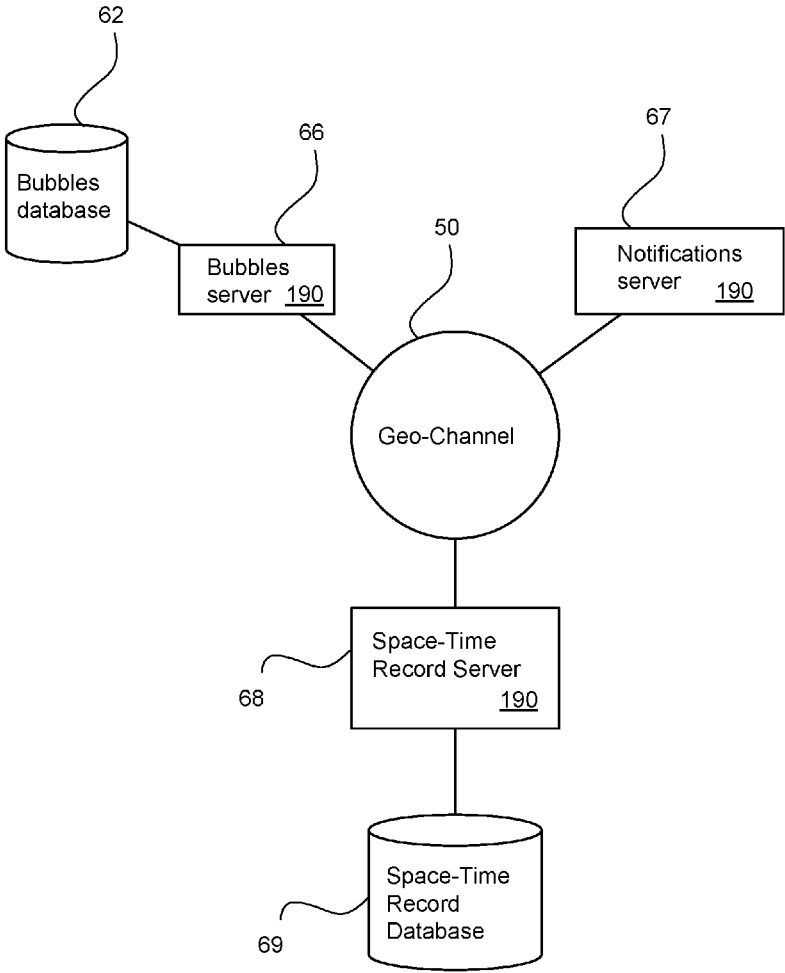 62
66
67
Bubbles
database
50
Bubbles
server 190
Notifications
server 190
Geo-Channel
Space-Time
Record Server
190
68
Space-Time
Record
Database
69